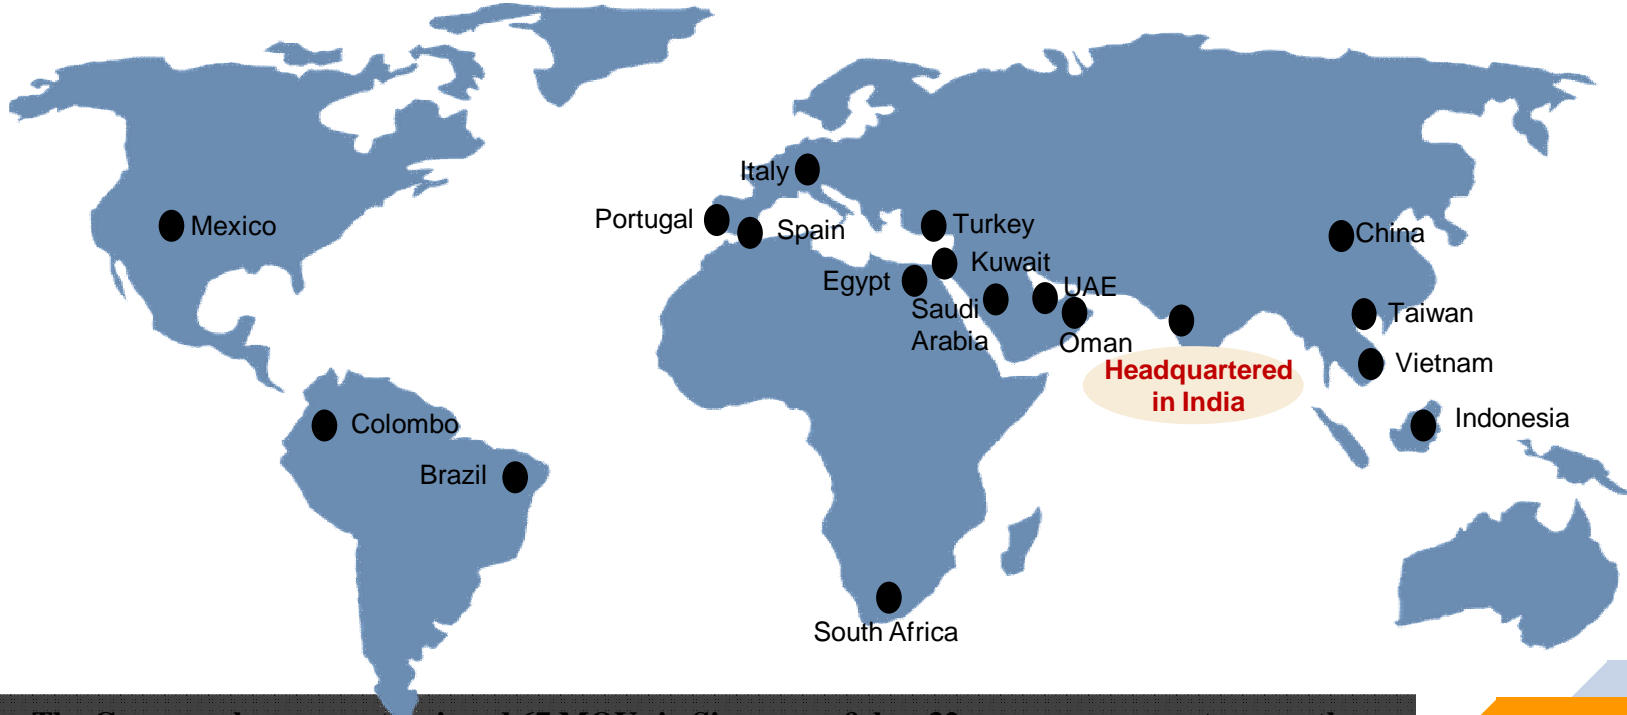 Italy
Portugal
Spain
Turkey
Mexico
China
Kuwait
Egypt
UAE
Saudi
Arabia
Oman
Taiwan
Headquartered
in India
Vietnam
Colombo
Indonesia
Brazil
South Africa